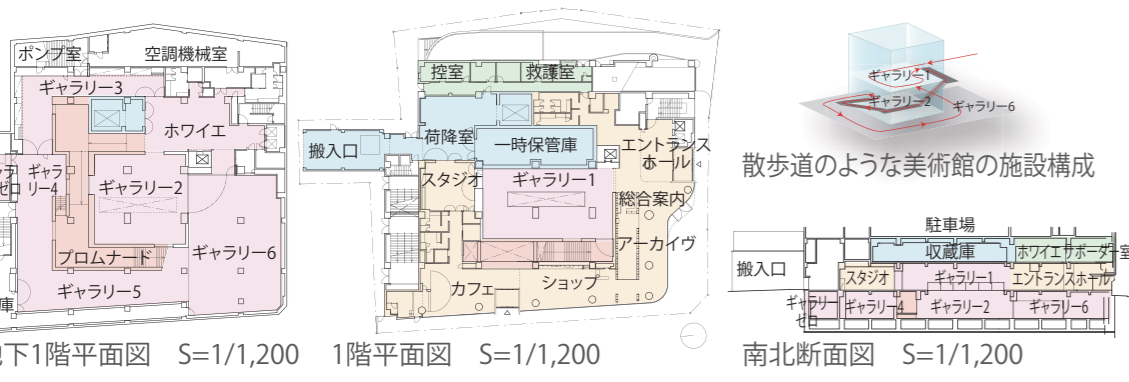 ポンプ室
空調機械室
ギャラリー3
ホワイエ
ギャラリー4
ギャラリー2
プロムナード
ギャラリー6
ギャラリー5
庫
地下1階平面図 S=1/1,200
控室
救護室
搬入口
荷降室
一時保管庫
エントランス
ホール
スタジオ
ギャラリー1
総合案内
アーカイヴ
カフェ
ショップ
1階平面図 S=1/1,200
ギャラリー1
ギャラリー2
ギャラリー6
散歩道のような美術館の施設構成
駐車場
搬入口
収蔵庫
ホワイエ
サポーター室
スタジオ
ギャラリー1
エントランスホール
ギャラリー
ゼロ
ギャラリー4
ギャラリー2
ギャラリー6
南北断面図 S=1/1,200